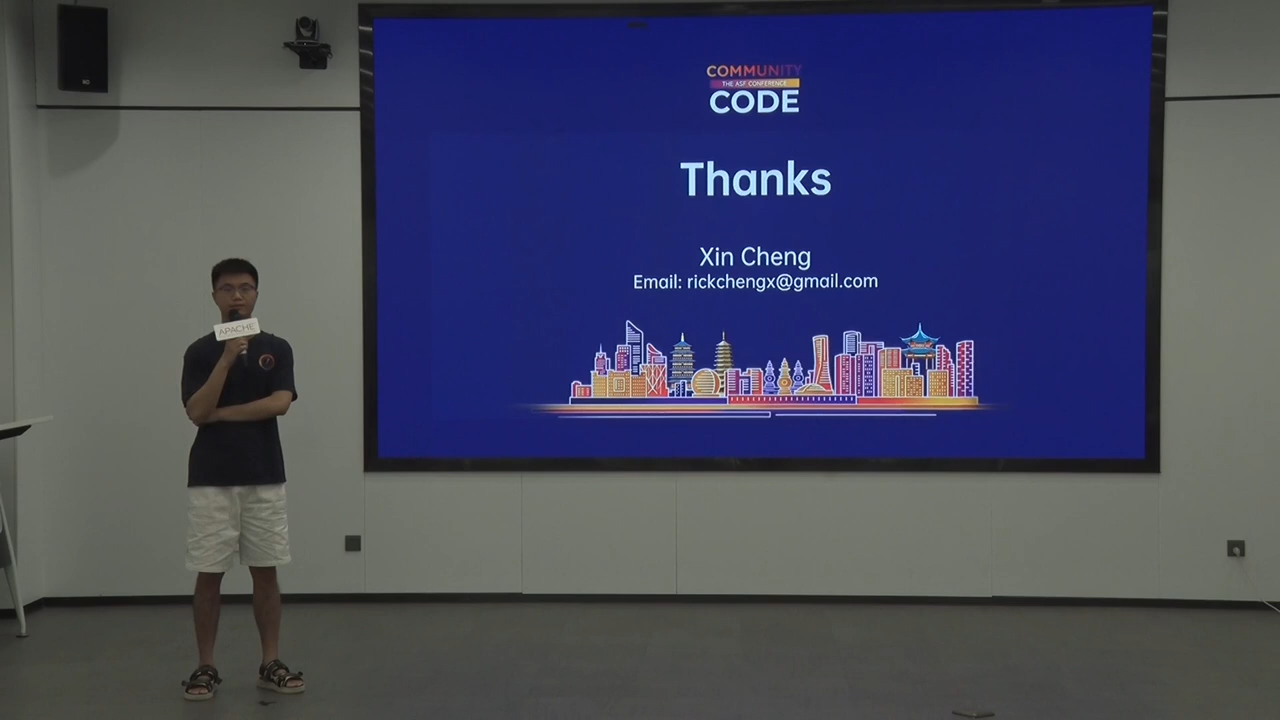 COMMUNITY
THE ASF CONFERENCE
CODE
Thanks
Xin Cheng
Email: rickchengx@gmail.com
APACHE